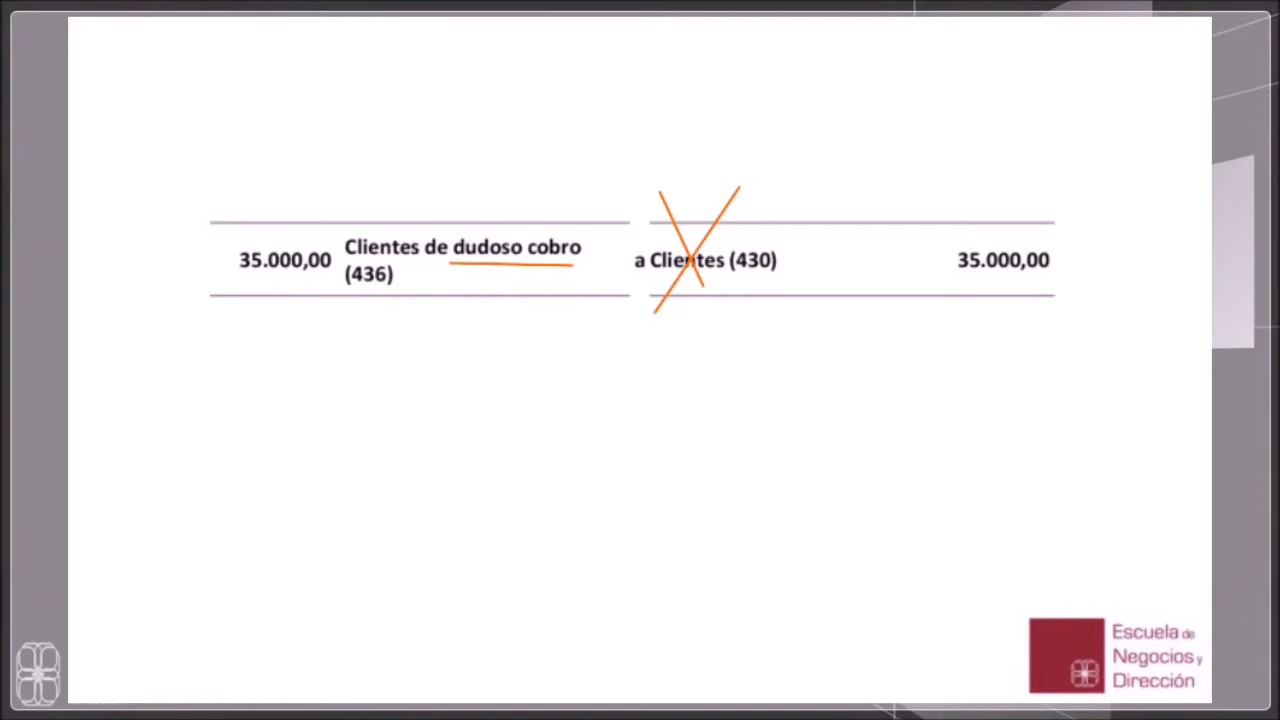 35.000,00 Clientes de dudoso cobro (436) a Clientes (430) 35.000,00
Escuela de
Negocios y
Dirección